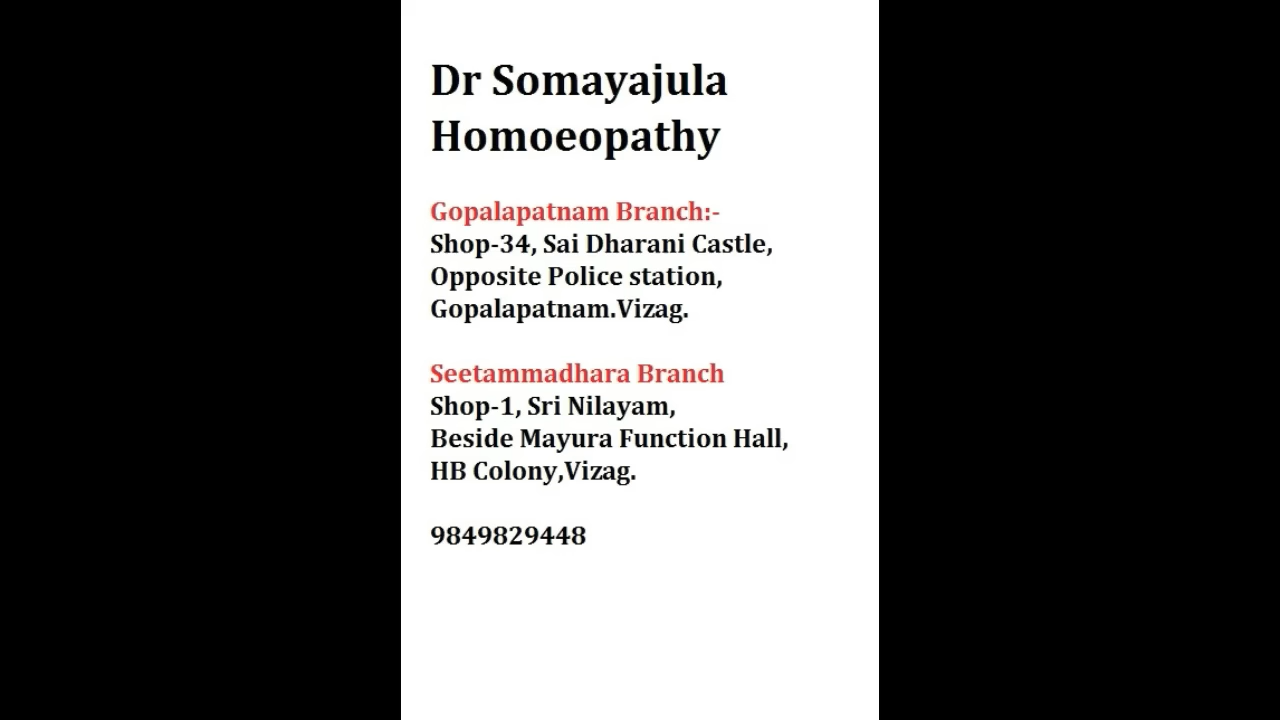 Dr Somayajula
Homoeopathy
Gopalapatnam Branch:-
Shop-34, Sai Dharani Castle,
Opposite Police station,
Gopalapatnam.Vizag.
Seetammadhara Branch
Shop-1, Sri Nilayam,
Beside Mayura Function Hall,
HB Colony,Vizag.
9849829448